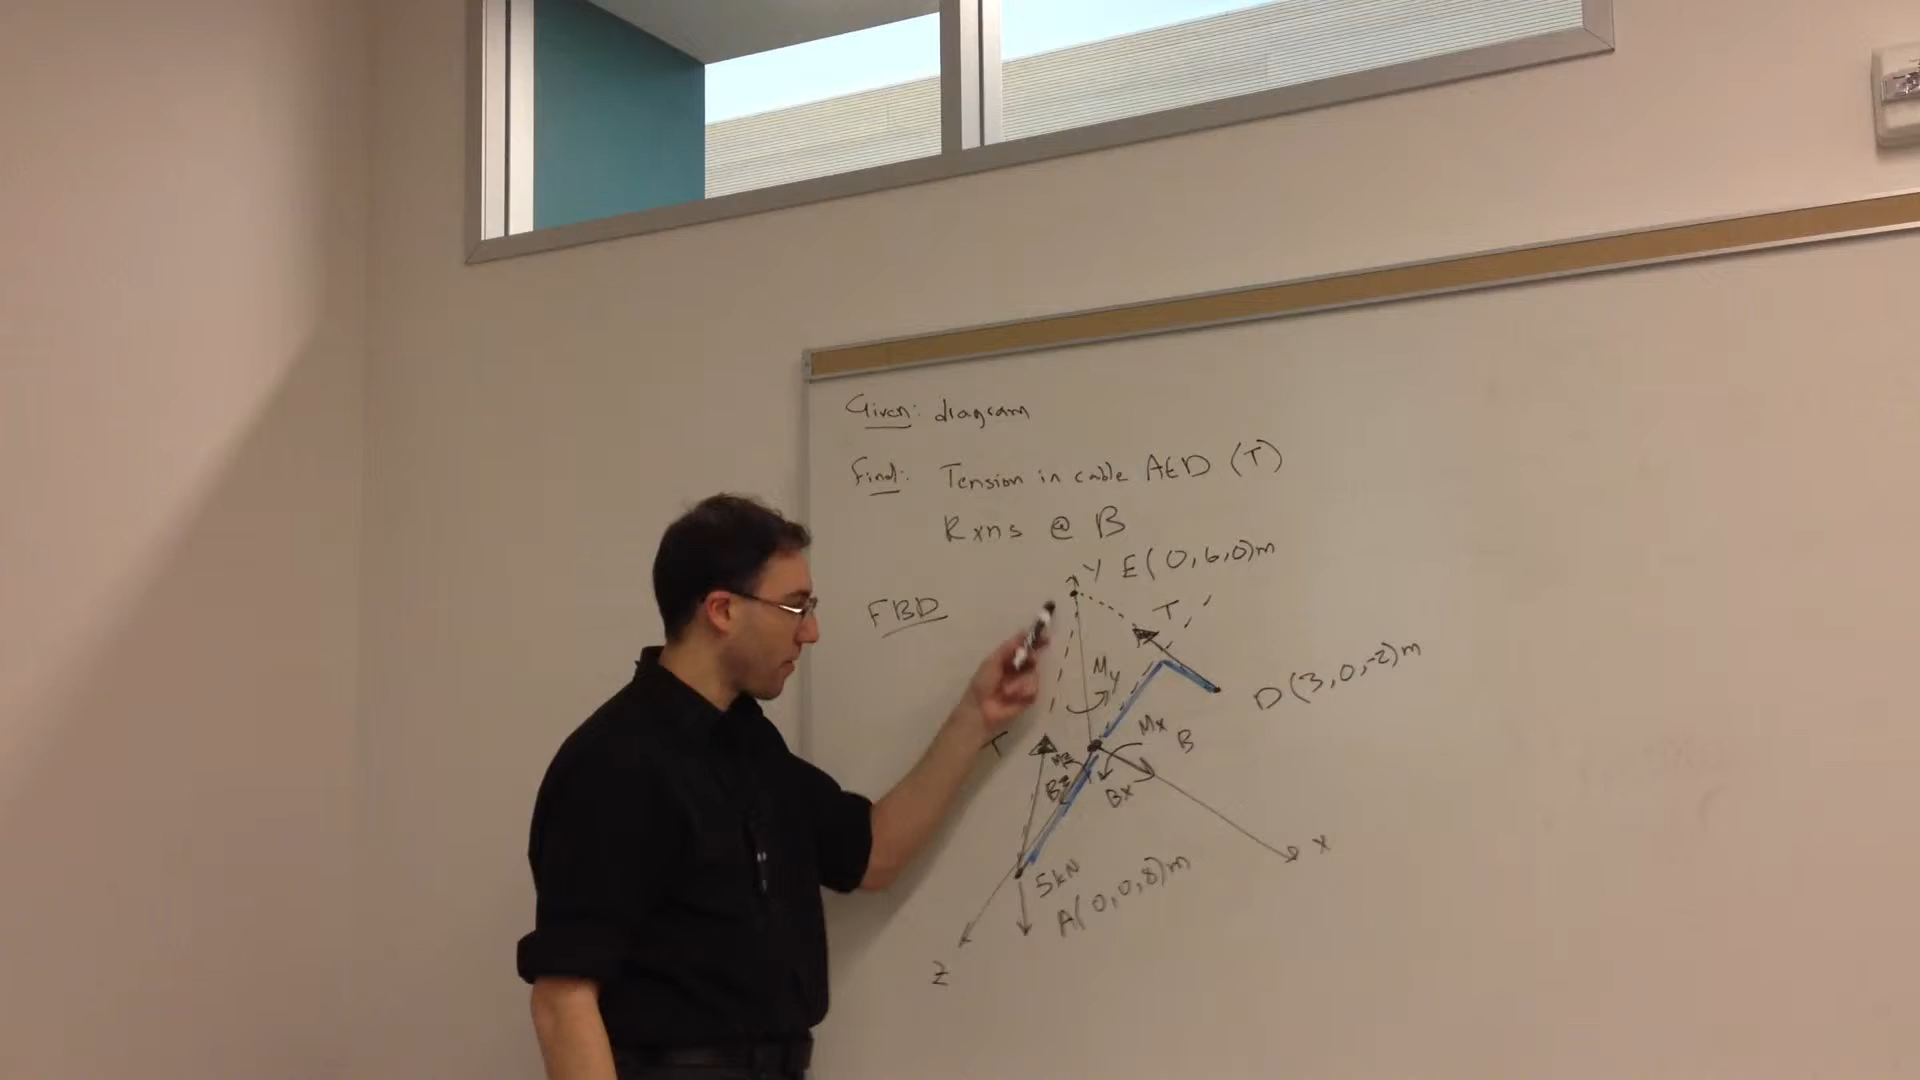 Given: diagram
Find: Tension in cable AED (T)
Rxns @ B
Y E(0,6,0)m
FBD
T
My
D(3,0,-2)m
Mx
B
T
Mz
Bz
Bx
X
5kN
A(0,0,8)m
Z